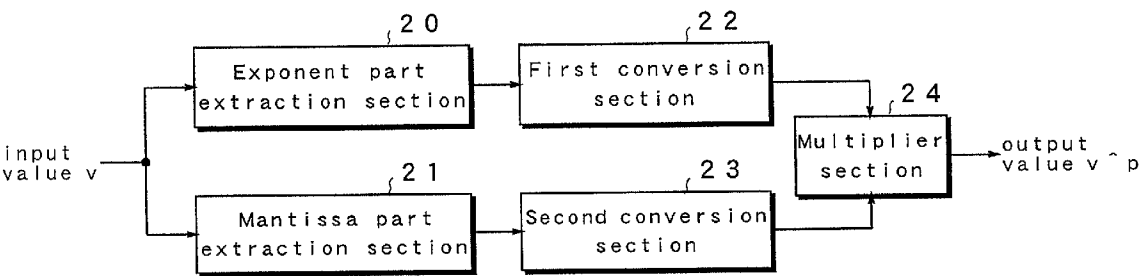 20
Exponent part
extraction section
22
First conversion
section
24
Multiplier
section
input
value v
output
value v^p
21
Mantissa part
extraction section
23
Second conversion
section